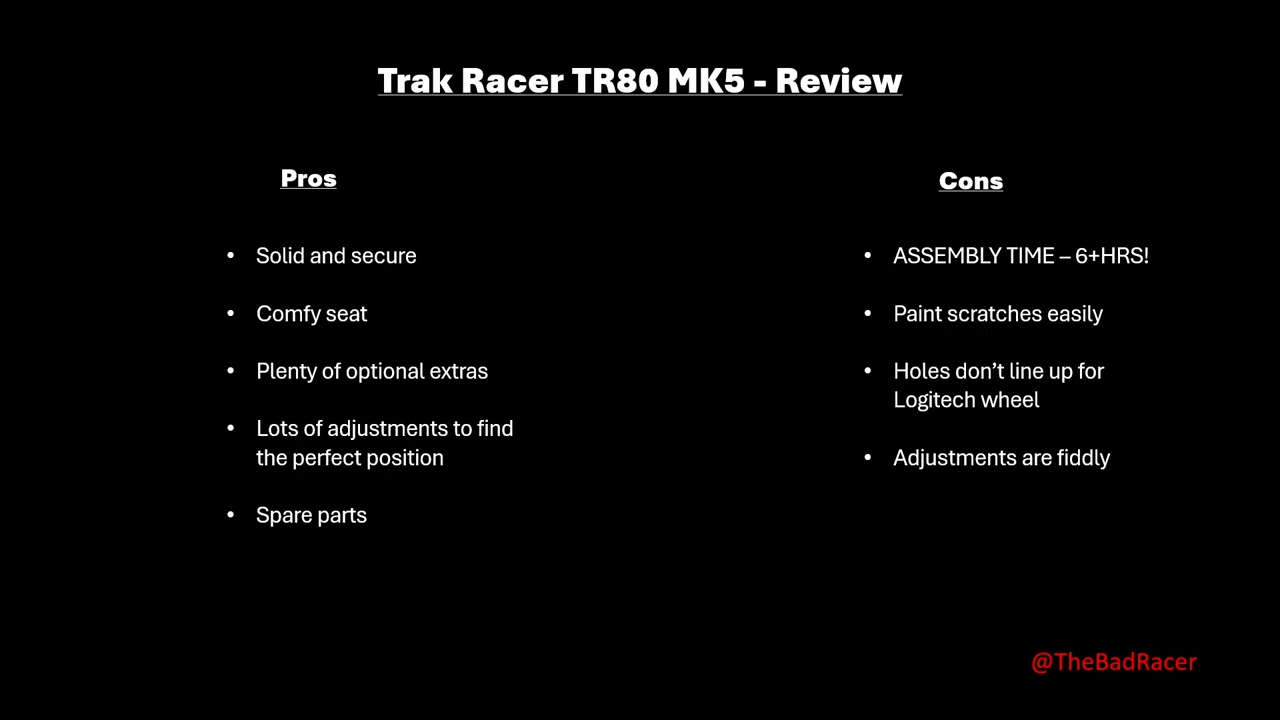 Trak Racer TR80 MK5 - Review
Pros
• Solid and secure
• Comfy seat
• Plenty of optional extras
• Lots of adjustments to find
the perfect position
• Spare parts
Cons
• ASSEMBLY TIME – 6+HRS!
• Paint scratches easily
• Holes don’t line up for
Logitech wheel
• Adjustments are fiddly
@TheBadRacer